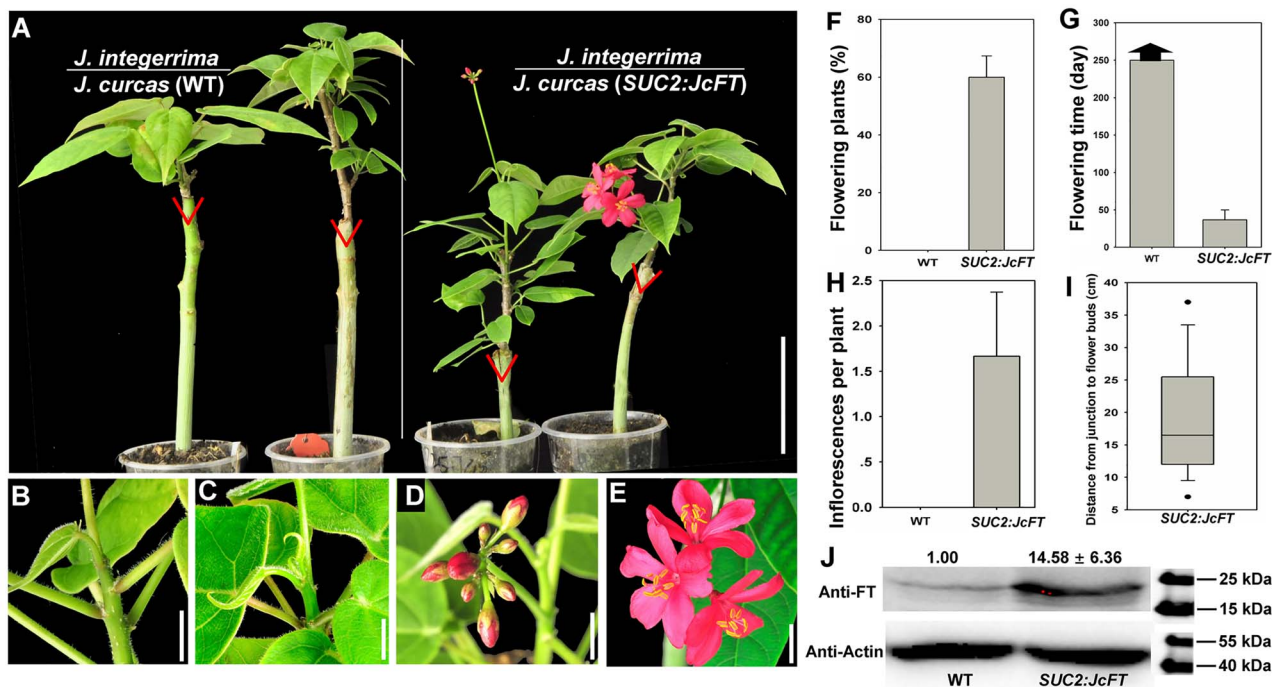 A
J. integerrima
J. curcas (WT)
J. integerrima
J. curcas (SUC2:JcFT)
B
C
D
E
F
Flowering plants (%)
80
60
40
20
0
WT
SUC2:JcFT
G
Flowering time (day)
300
250
200
150
100
50
0
WT
SUC2:JcFT
H
Inflorescences per plant
2.5
2.0
1.5
1.0
.5
0.0
WT
SUC2:JcFT
I
Distance from junction to flower buds (cm)
40
35
30
25
20
15
10
5
SUC2:JcFT
J
1.00
14.58 ± 6.36
Anti-FT
25 kDa
15 kDa
Anti-Actin
55 kDa
40 kDa
WT
SUC2:JcFT